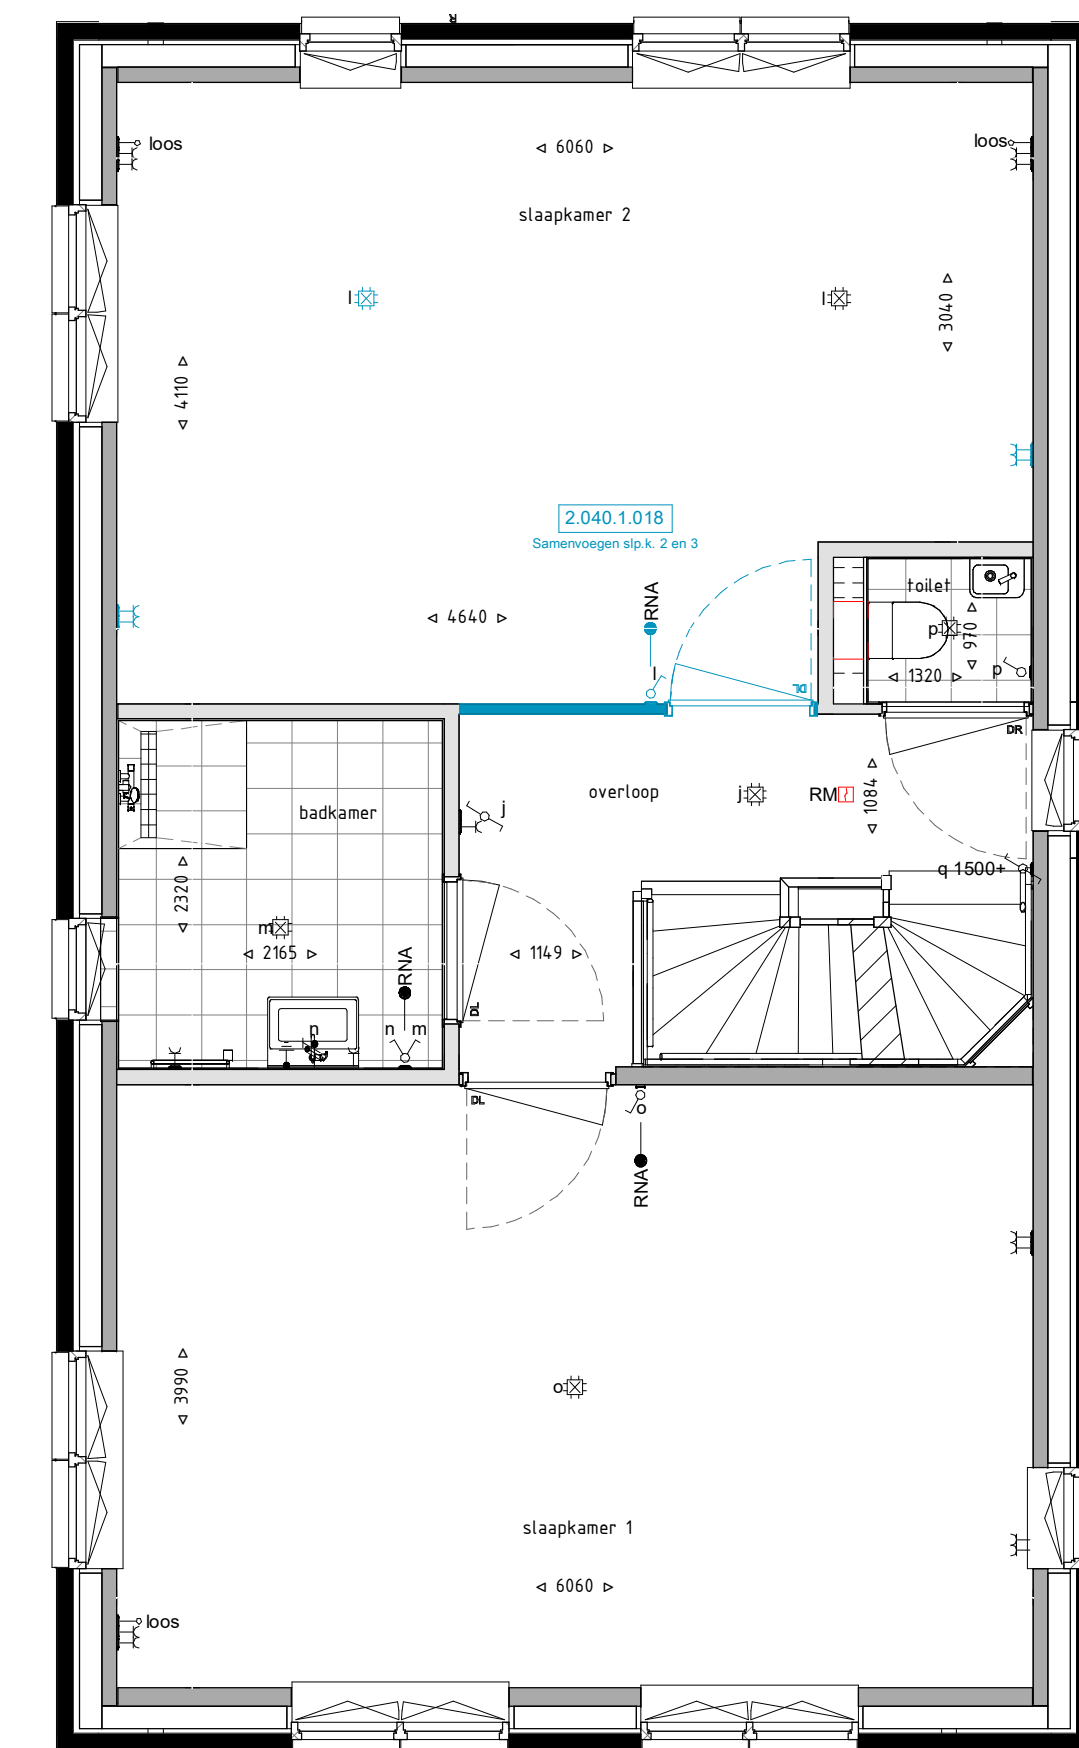 R
loos
loos
6060
slaapkamer 2
l
l
3040
4110
2.040.1.018
Samenvoegen slp.k. 2 en 3
RNA
4640
l
DL
toilet
p
970
p
1320
DR
overloop
j
RM
1084
j
badkamer
q 1500+
2320
m
2165
1149
RNA
DL
n
n m
DL
o
RNA
3990
o
slaapkamer 1
6060
loos